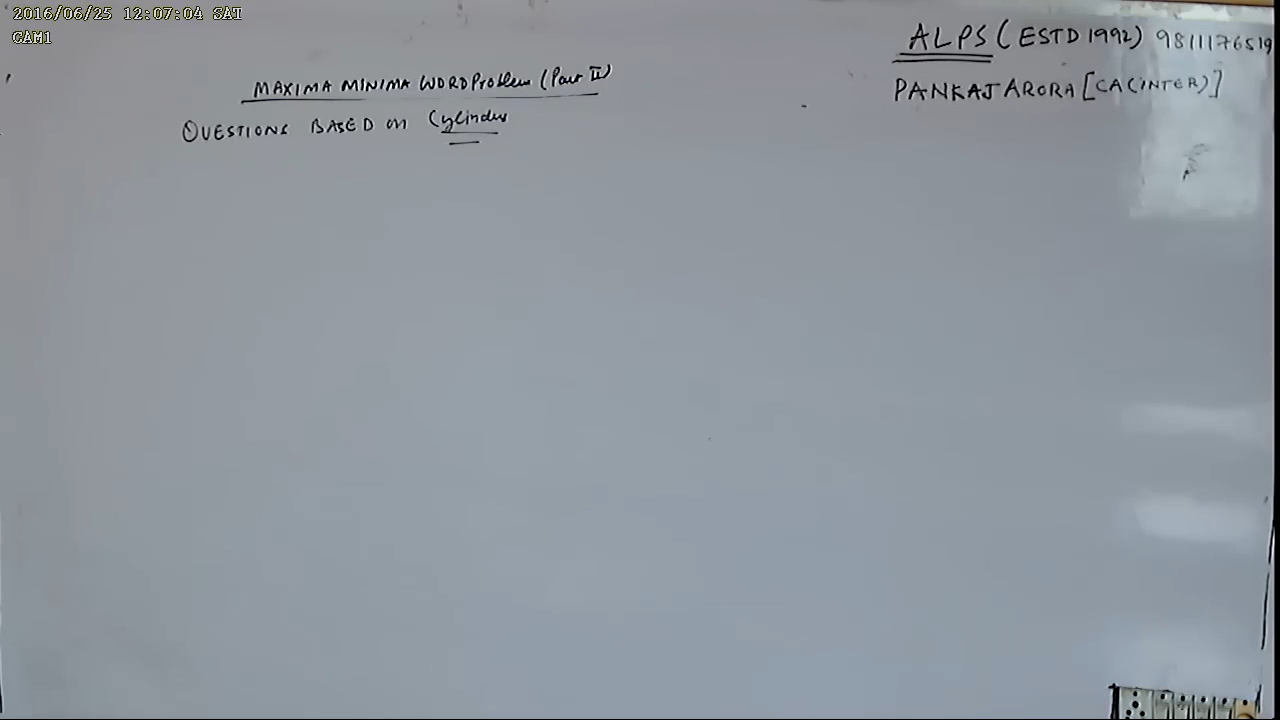 2016/06/25 12:07:04 SAT
CAM1
ALPS (ESTD 1992) 9811176519
PANKAJ ARORA [CA(INTER)]
MAXIMA MINIMA WORD Problem (Part II)
QUESTIONS BASED ON Cylinder